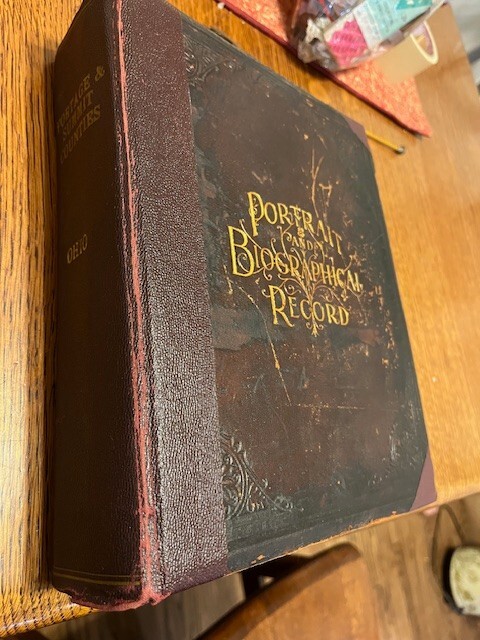 PORTAGE &
SUMMIT
COUNTIES
OHIO
PORTRAIT
AND
BIOGRAPHICAL
RECORD